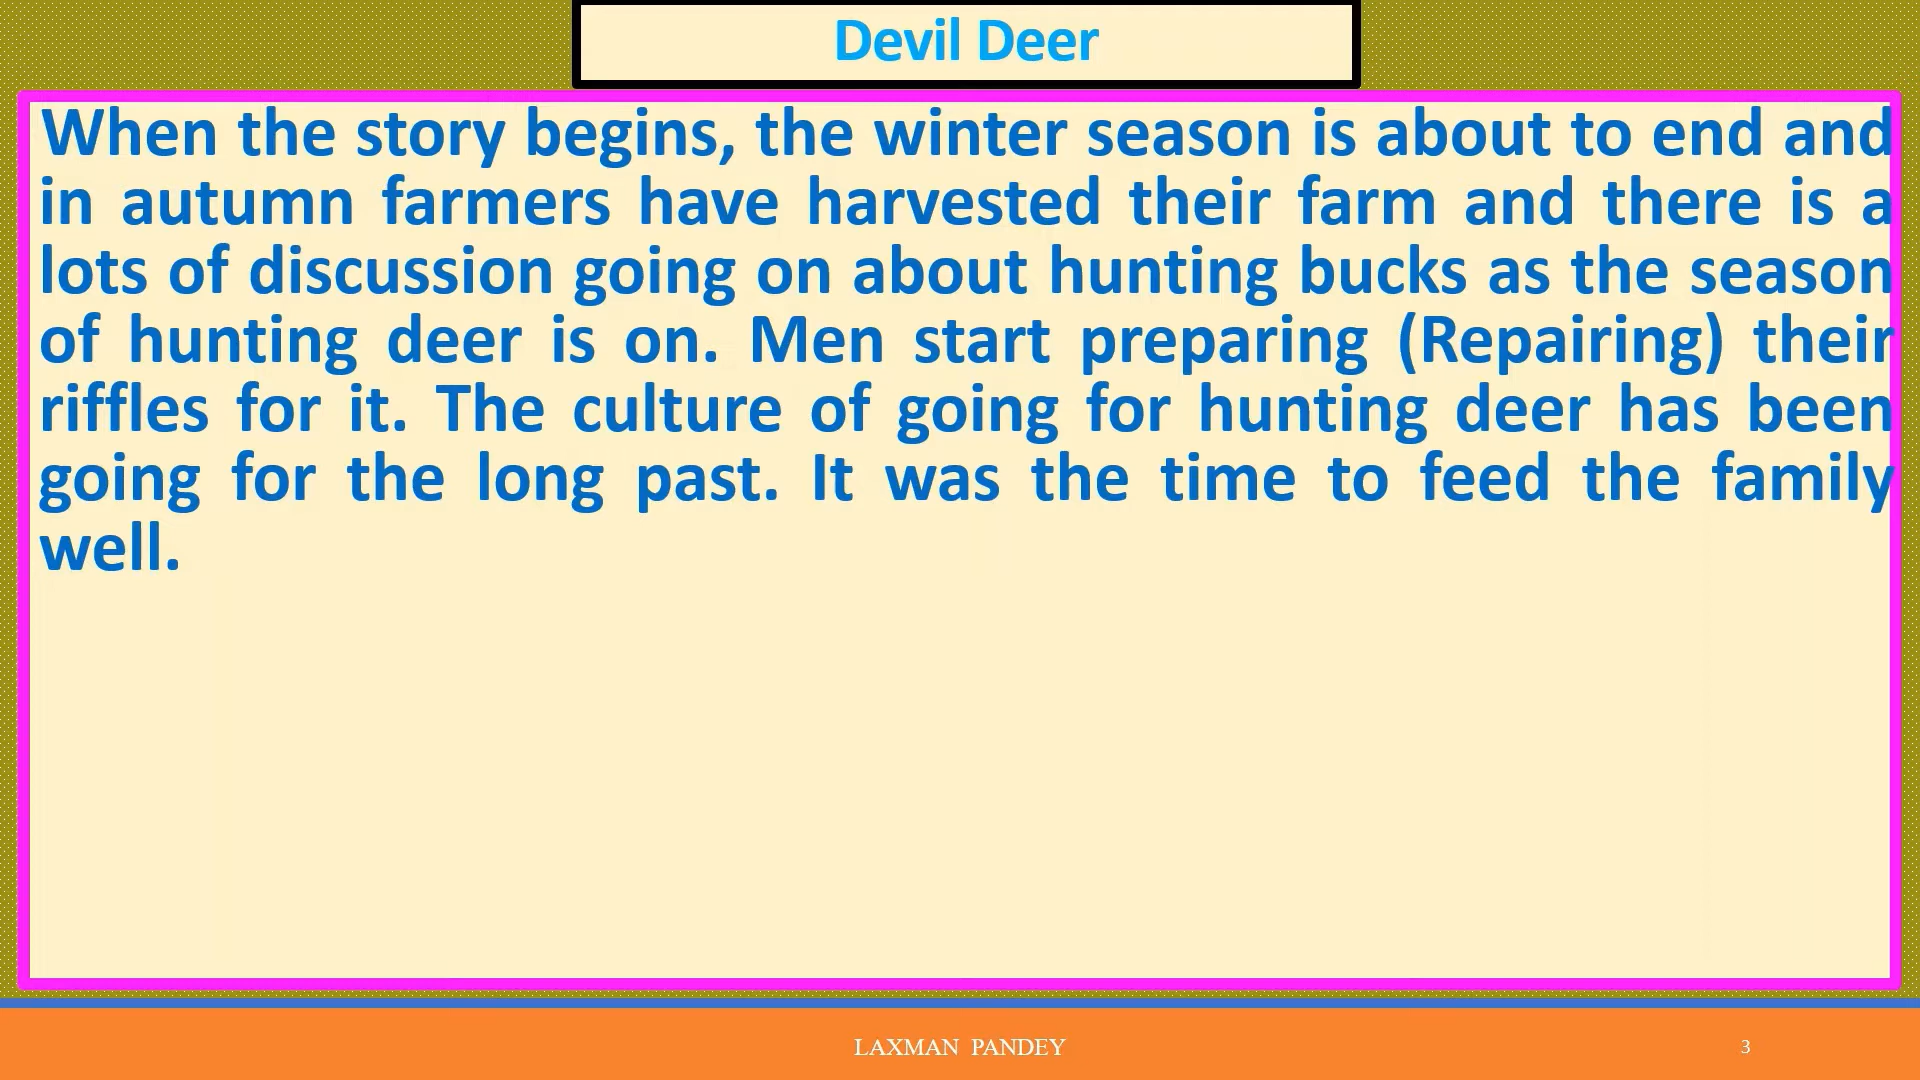 Devil Deer
When the story begins, the winter season is about to end and
in autumn farmers have harvested their farm and there is a
lots of discussion going on about hunting bucks as the season
of hunting deer is on. Men start preparing (Repairing) their
riffles for it. The culture of going for hunting deer has been
going for the long past. It was the time to feed the family
well.
LAXMAN PANDEY
3